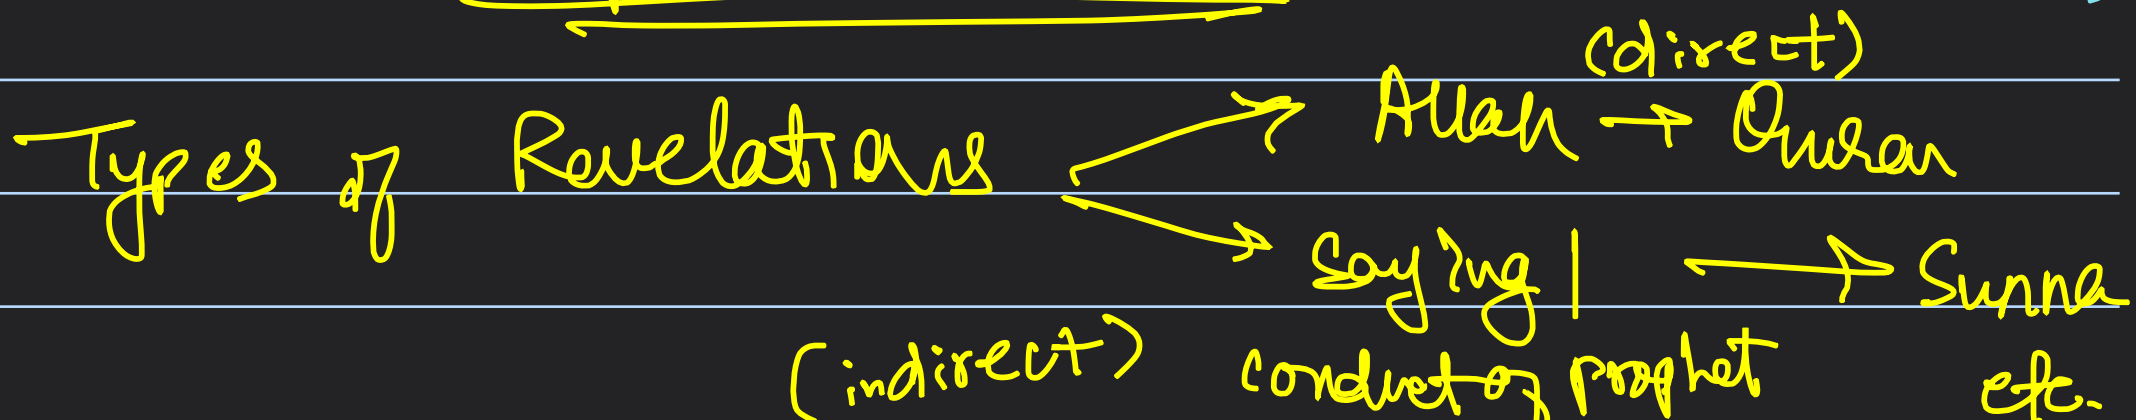 (direct)
Types of Revelations → Allah → Quran
→ Saying | → Sunna
(indirect) conduct of prophet etc.